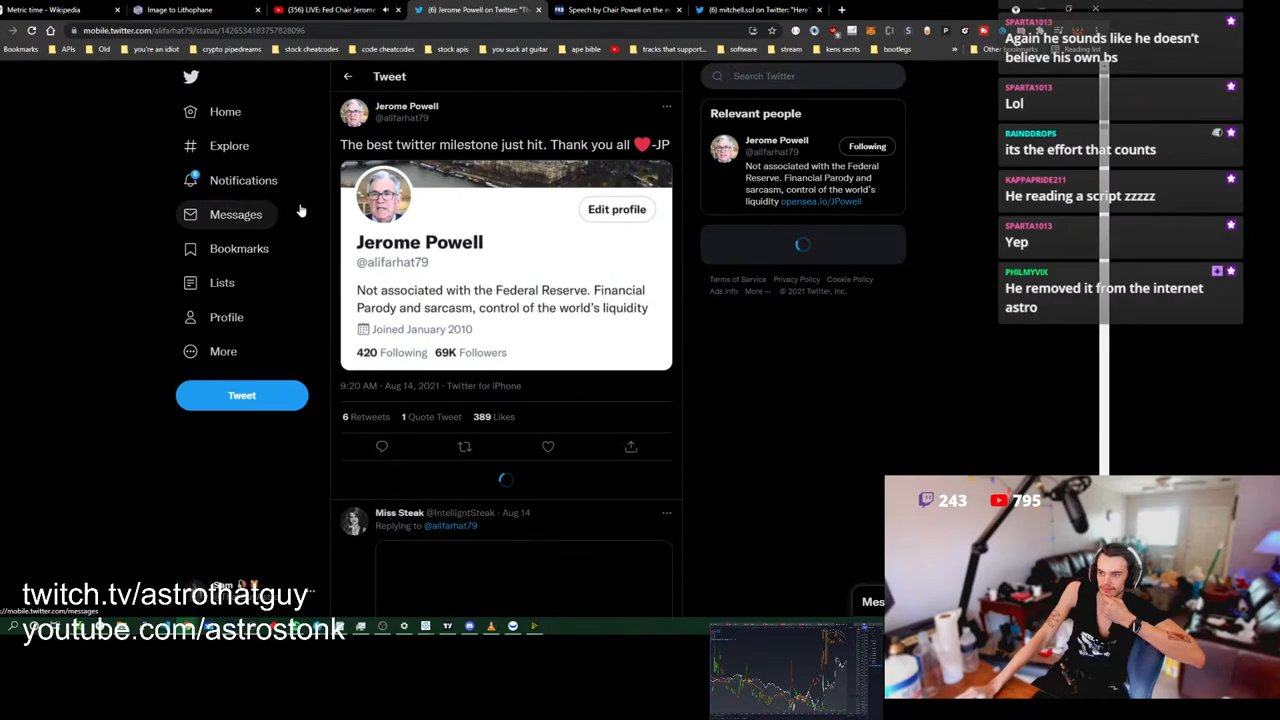 Metric time - Wikipedia
Image to Lithophane
(356) LIVE: Fed Chair Jerome
(6) Jerome Powell on Twitter: "Th
Speech by Chair Powell on the e
(6) mitchell.sol on Twitter: "Here'
mobile.twitter.com/alifarhat79/status/1426534183757828096
Bookmarks
APIs
Old
you're an idiot
crypto pipedreams
stock cheatcodes
code cheatcodes
stock apis
you suck at guitar
ape bible
tracks that support...
software
stream
kens secrts
bootlegs
Other bookmarks
Reading list
Home
Explore
Notifications
Messages
Bookmarks
Lists
Profile
More
Tweet
Tweet
Jerome Powell
@alifarhat79
The best twitter milestone just hit. Thank you all ❤️-JP
Edit profile
Jerome Powell
@alifarhat79
Not associated with the Federal Reserve. Financial
Parody and sarcasm, control of the world's liquidity
Joined January 2010
420 Following 69K Followers
9:20 AM · Aug 14, 2021 · Twitter for iPhone
6 Retweets 1 Quote Tweet 389 Likes
Miss Steak @IntelligntSteak · Aug 14
Replying to @alifarhat79
Search Twitter
Relevant people
Jerome Powell
@alifarhat79
Following
Not associated with the Federal
Reserve. Financial Parody and
sarcasm, control of the world's
liquidity opensea.io/JPowell
Terms of Service Privacy Policy Cookie Policy
Ads info More ··· © 2021 Twitter, Inc.
Mes
SPARTA1013
Again he sounds like he doesn't
believe his own bs
SPARTA1013
Lol
RAINDDROPS
its the effort that counts
KAPPAPRIDE211
He reading a script zzzzz
SPARTA1013
Yep
PHILMYVIX
He removed it from the internet
astro
243
795
Sam
twitch.tv/astrothatguy
/mobile.twitter.com/messages
youtube.com/astrostonk